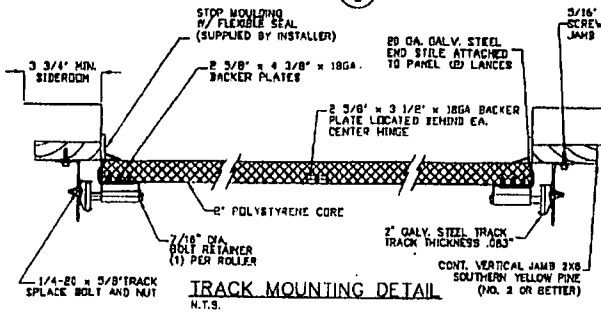 STOP MOULDING
W/ FLEXIBLE SEAL
(SUPPLIED BY INSTALLER)
3 3/4" MIN.
SIDEROOM
2 5/8" x 4 3/8" x 18GA.
BACKER PLATES
20 GA. GALV. STEEL
END STILE ATTACHED
TO PANEL (2) LANCES
5/16"
SCREW
JAMB
2 5/8" x 3 1/2" x 18GA BACKER
PLATE LOCATED BEHIND EA.
CENTER HINGE
2" POLYSTYRENE CORE
7/16" DIA.
BOLT RETAINER
(1) PER ROLLER
2" GALV. STEEL TRACK
TRACK THICKNESS .063"
1/4-20 x 5/8"TRACK
SPLACE BOLT AND NUT
CONT. VERTICAL JAMB 2X6
SOUTHERN YELLOW PINE
(NO. 2 OR BETTER)
TRACK MOUNTING DETAIL
N.T.S.